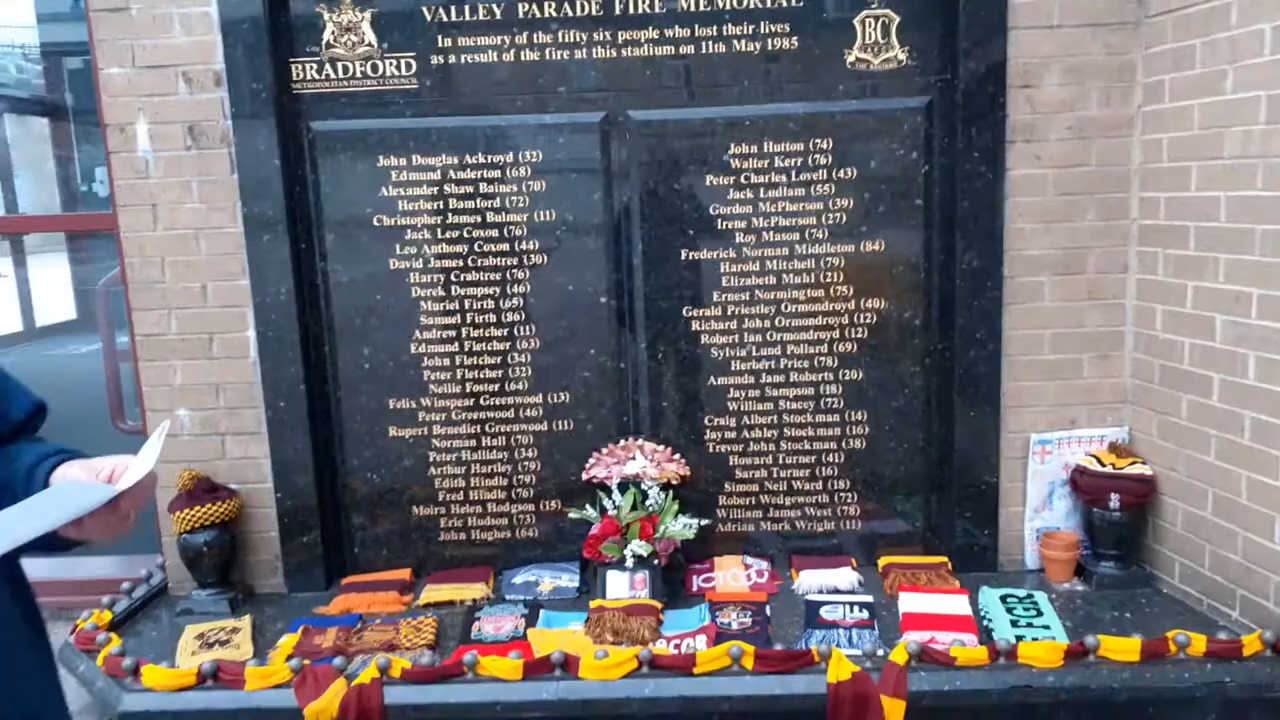 VALLEY PARADE FIRE MEMORIAL
In memory of the fifty six people who lost their lives
as a result of the fire at this stadium on 11th May 1985
City of
BRADFORD
METROPOLITAN DISTRICT COUNCIL
BC
A.F.C.
THE BANTAMS
John Douglas Ackroyd (32)
Edmund Anderton (68)
Alexander Shaw Baines (70)
Herbert Bamford (72)
Christopher James Bulmer (11)
Jack Leo Coxon (76)
Leo Anthony Coxon (44)
David James Crabtree (30)
Harry Crabtree (76)
Derek Dempsey (46)
Muriel Firth (65)
Samuel Firth (86)
Andrew Fletcher (11)
Edmund Fletcher (63)
John Fletcher (34)
Peter Fletcher (32)
Nellie Foster (64)
Felix Winspear Greenwood (13)
Peter Greenwood (46)
Rupert Benedict Greenwood (11)
Norman Hall (70)
Peter Halliday (34)
Arthur Hartley (79)
Edith Hindle (79)
Fred Hindle (76)
Moira Helen Hodgson (15)
Eric Hudson (73)
John Hughes (64)
John Hutton (74)
Walter Kerr (76)
Peter Charles Lovell (43)
Jack Ludlam (55)
Gordon McPherson (39)
Irene McPherson (27)
Roy Mason (74)
Frederick Norman Middleton (84)
Harold Mitchell (79)
Elizabeth Muhl (21)
Ernest Normington (75)
Gerald Priestley Ormondroyd (40)
Richard John Ormondroyd (12)
Robert Ian Ormondroyd (12)
Sylvia Lund Pollard (69)
Herbert Price (78)
Amanda Jane Roberts (20)
Jayne Sampson (18)
William Stacey (72)
Craig Albert Stockman (14)
Jayne Ashley Stockman (16)
Trevor John Stockman (38)
Howard Turner (41)
Sarah Turner (16)
Simon Neil Ward (18)
Robert Wedgeworth (72)
William James West (78)
Adrian Mark Wright (11)
FGR